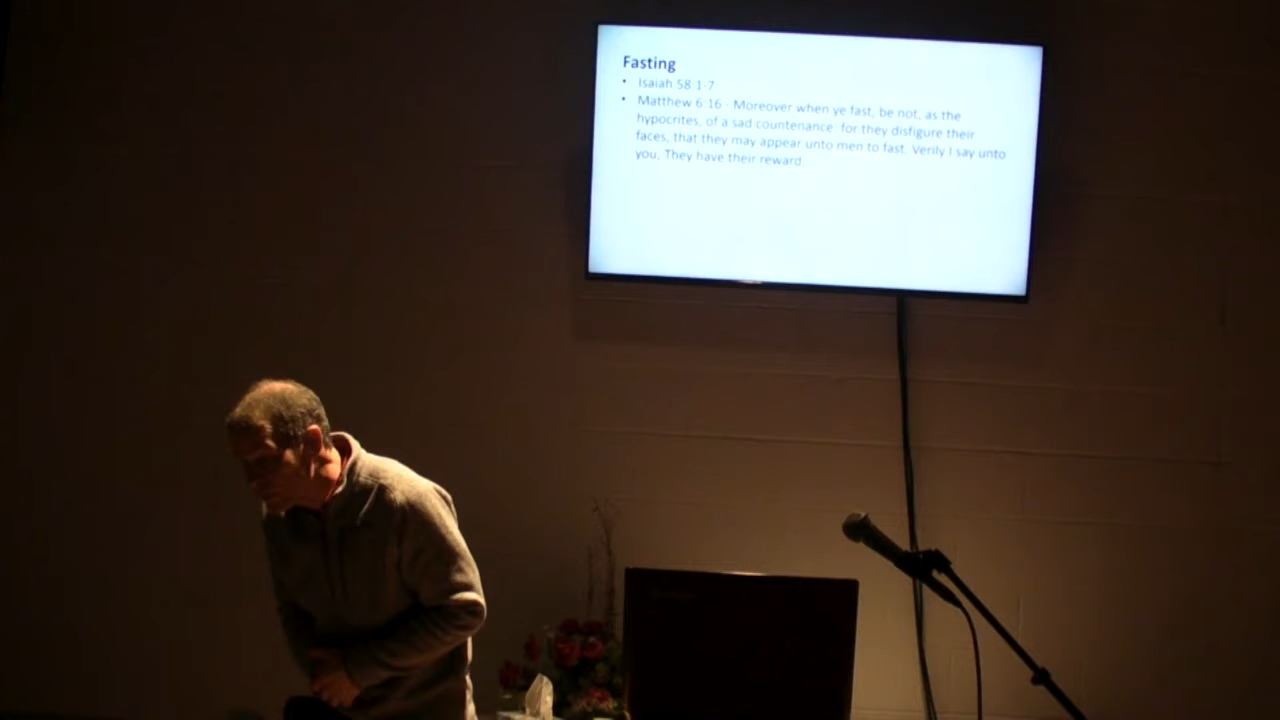 Fasting
• Isaiah 58:1-7
• Matthew 6:16 - Moreover when ye fast, be not, as the
hypocrites, of a sad countenance: for they disfigure their
faces, that they may appear unto men to fast. Verily I say unto
you, They have their reward.